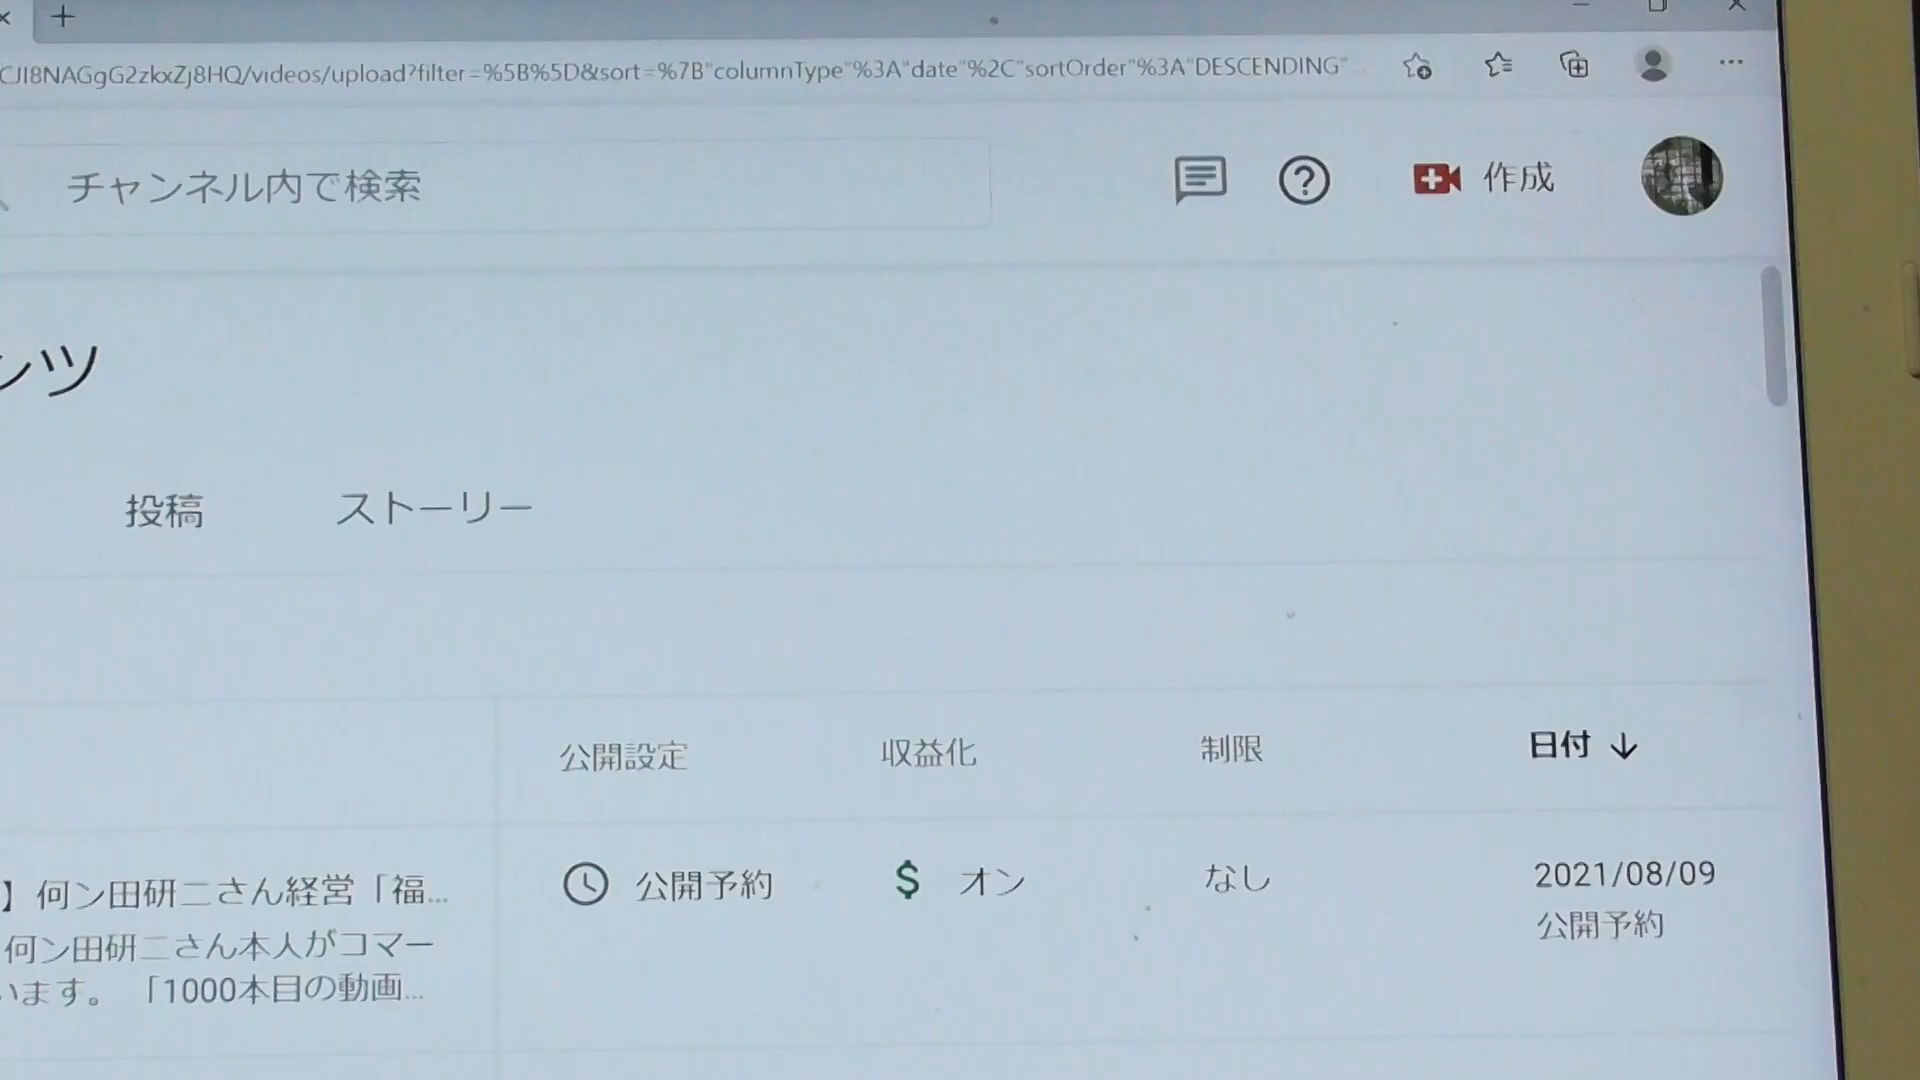 CJI8NAGgG2zkxZj8HQ/videos/upload?filter=%5B%5D&sort=%7B"columnType"%3A"date"%2C"sortOrder"%3A"DESCENDING"...
チャンネル内で検索
作成
ンツ
投稿 ストーリー
公開設定 収益化 制限 日付 ↓
】何ン田研二さん経営「福... 公開予約 $ オン なし 2021/08/09
公開予約
何ン田研二さん本人がコマー
います。「1000本目の動画...